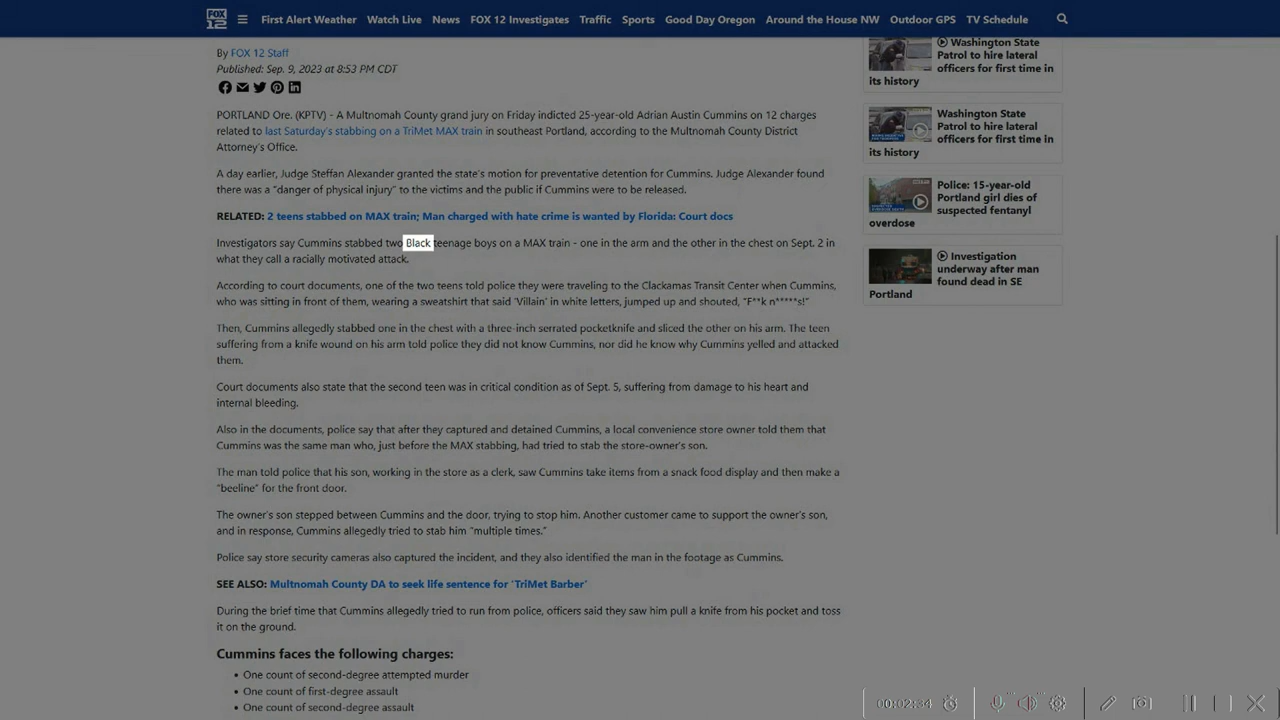 FOX 12
First Alert Weather Watch Live News FOX 12 Investigates Traffic Sports Good Day Oregon Around the House NW Outdoor GPS TV Schedule
By FOX 12 Staff
Published: Sep. 9, 2023 at 8:53 PM CDT
PORTLAND Ore. (KPTV) - A Multnomah County grand jury on Friday indicted 25-year-old Adrian Austin Cummins on 12 charges
related to last Saturday's stabbing on a TriMet MAX train in southeast Portland, according to the Multnomah County District
Attorney's Office.
A day earlier, Judge Steffan Alexander granted the state's motion for preventative detention for Cummins. Judge Alexander found
there was a "danger of physical injury" to the victims and the public if Cummins were to be released.
RELATED: 2 teens stabbed on MAX train; Man charged with hate crime is wanted by Florida: Court docs
Investigators say Cummins stabbed two Black teenage boys on a MAX train - one in the arm and the other in the chest on Sept. 2 in
what they call a racially motivated attack.
According to court documents, one of the two teens told police they were traveling to the Clackamas Transit Center when Cummins,
who was sitting in front of them, wearing a sweatshirt that said 'Villain' in white letters, jumped up and shouted, "F**k n*****s!"
Then, Cummins allegedly stabbed one in the chest with a three-inch serrated pocketknife and sliced the other on his arm. The teen
suffering from a knife wound on his arm told police they did not know Cummins, nor did he know why Cummins yelled and attacked
them.
Court documents also state that the second teen was in critical condition as of Sept. 5, suffering from damage to his heart and
internal bleeding.
Also in the documents, police say that after they captured and detained Cummins, a local convenience store owner told them that
Cummins was the same man who, just before the MAX stabbing, had tried to stab the store-owner's son.
The man told police that his son, working in the store as a clerk, saw Cummins take items from a snack food display and then make a
"beeline" for the front door.
The owner's son stepped between Cummins and the door, trying to stop him. Another customer came to support the owner's son,
and in response, Cummins allegedly tried to stab him "multiple times."
Police say store security cameras also captured the incident, and they also identified the man in the footage as Cummins.
SEE ALSO: Multnomah County DA to seek life sentence for 'TriMet Barber'
During the brief time that Cummins allegedly tried to run from police, officers said they saw him pull a knife from his pocket and toss
it on the ground.
Cummins faces the following charges:
• One count of second-degree attempted murder
• One count of first-degree assault
• One count of second-degree assault
Washington State
Patrol to hire lateral
officers for first time in
its history
Washington State
Patrol to hire lateral
officers for first time in
its history
Police: 15-year-old
Portland girl dies of
suspected fentanyl
overdose
Investigation
underway after man
found dead in SE
Portland
00:02:34